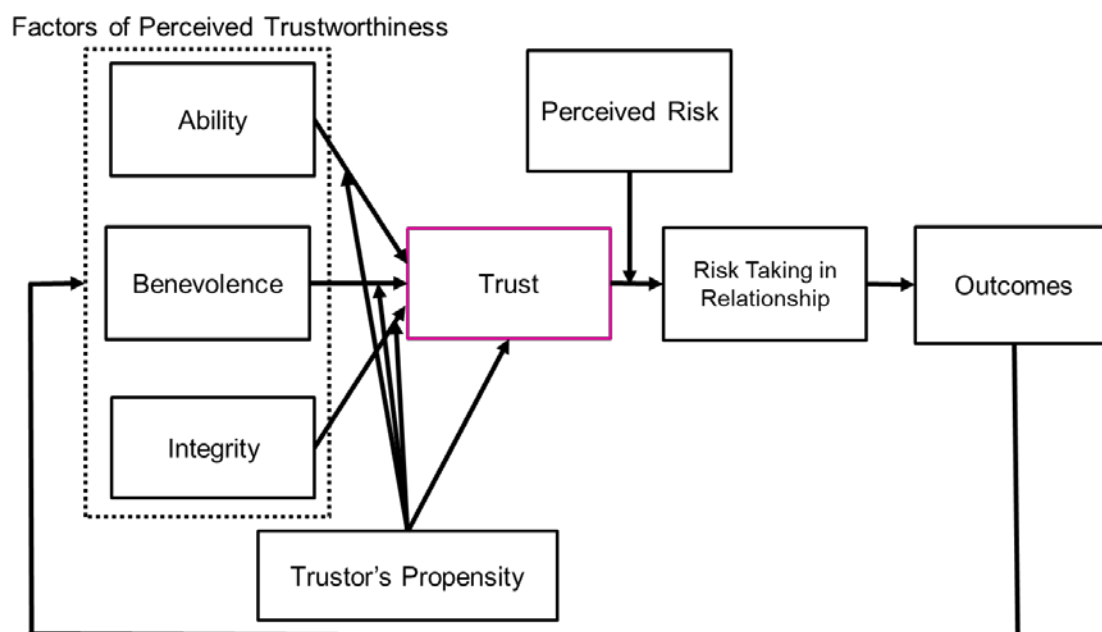 Factors of Perceived Trustworthiness
Ability
Perceived Risk
Benevolence
Trust
Risk Taking in
Relationship
Outcomes
Integrity
Trustor's Propensity